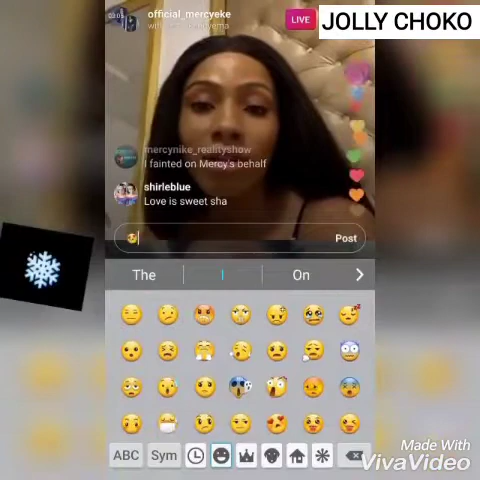 official_mercyeke
LIVE
JOLLY CHOKO
mercynike_realityshow
I fainted on Mercy's behalf
shirleblue
Love is sweet sha
Post
The
I
On
ABC
Sym
Made With
VivaVideo